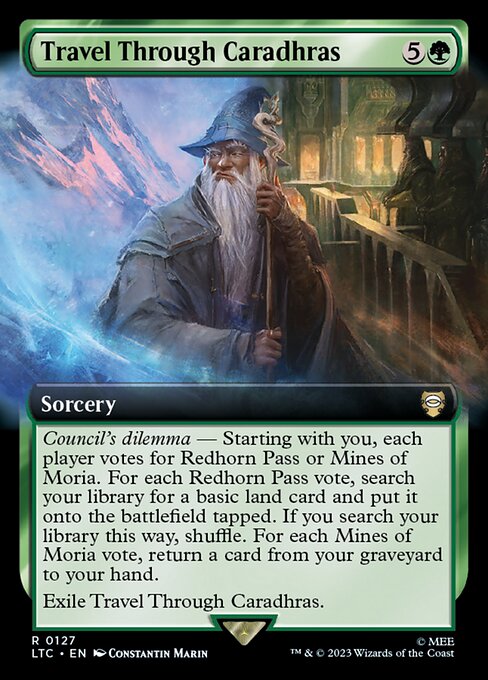 Travel Through Caradhras 5
Sorcery
Council's dilemma — Starting with you, each
player votes for Redhorn Pass or Mines of
Moria. For each Redhorn Pass vote, search
your library for a basic land card and put it
onto the battlefield tapped. If you search your
library this way, shuffle. For each Mines of
Moria vote, return a card from your graveyard
to your hand.
Exile Travel Through Caradhras.
R 0127
© MEE
LTC • EN Constantin Marin
™ & © 2023 Wizards of the Coast